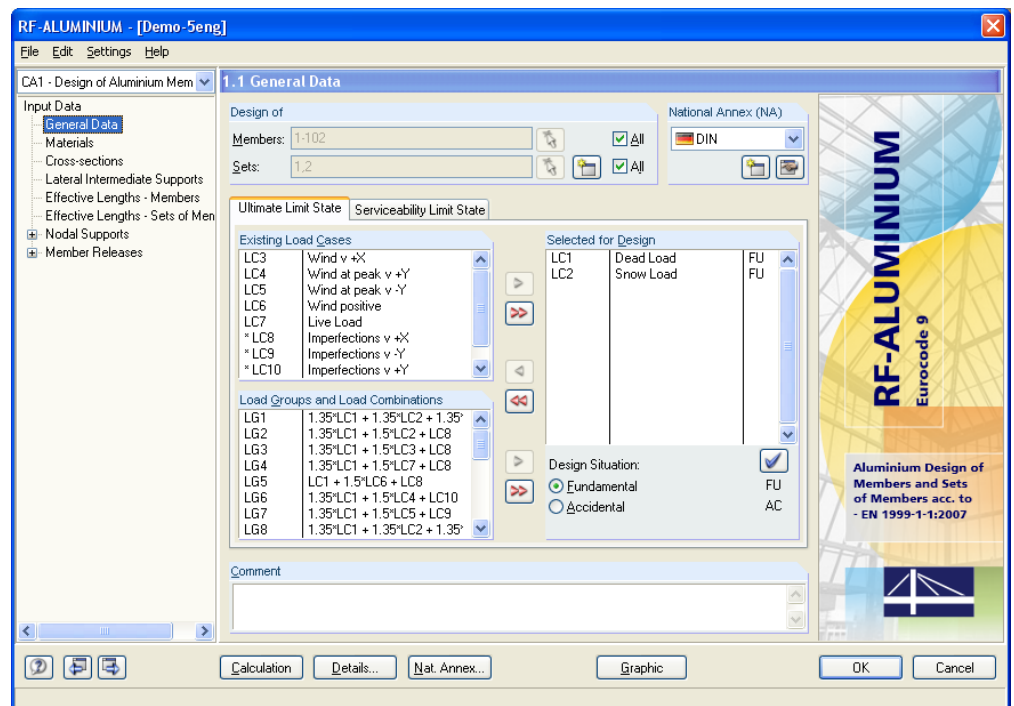 RF-ALUMINIUM - [Demo-5eng]
File Edit Settings Help
CA1 - Design of Aluminium Mem
Input Data
General Data
Materials
Cross-sections
Lateral Intermediate Supports
Effective Lengths - Members
Effective Lengths - Sets of Men
Nodal Supports
Member Releases
1.1 General Data
Design of
Members: 1-102 All
Sets: 1,2 All
National Annex (NA)
DIN
Ultimate Limit State Serviceability Limit State
Existing Load Cases
LC3 Wind v +X
LC4 Wind at peak v +Y
LC5 Wind at peak v -Y
LC6 Wind positive
LC7 Live Load
* LC8 Imperfections v +X
* LC9 Imperfections v -Y
* LC10 Imperfections v +Y
Load Groups and Load Combinations
LG1 1.35*LC1 + 1.35*LC2 + 1.35*
LG2 1.35*LC1 + 1.5*LC2 + LC8
LG3 1.35*LC1 + 1.5*LC3 + LC8
LG4 1.35*LC1 + 1.5*LC7 + LC8
LG5 LC1 + 1.5*LC6 + LC8
LG6 1.35*LC1 + 1.5*LC4 + LC10
LG7 1.35*LC1 + 1.5*LC5 + LC9
LG8 1.35*LC1 + 1.35*LC2 + 1.35*
Selected for Design
LC1 Dead Load FU
LC2 Snow Load FU
Design Situation:
Fundamental FU
Accidental AC
Comment
RF-ALUMINIUM
Eurocode 9
Aluminium Design of
Members and Sets
of Members acc. to
- EN 1999-1-1:2007
Calculation Details... Nat. Annex... Graphic OK Cancel